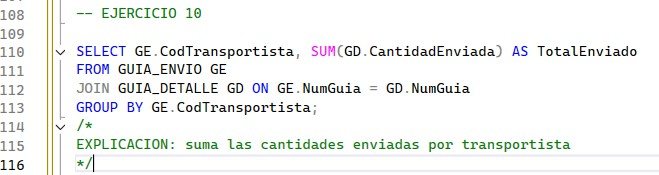 108 -- EJERCICIO 10
109
110 SELECT GE.CodTransportista, SUM(GD.CantidadEnviada) AS TotalEnviado
111 FROM GUIA_ENVIO GE
112 JOIN GUIA_DETALLE GD ON GE.NumGuia = GD.NumGuia
113 GROUP BY GE.CodTransportista;
114 /*
115 EXPLICACION: suma las cantidades enviadas por transportista
116 */